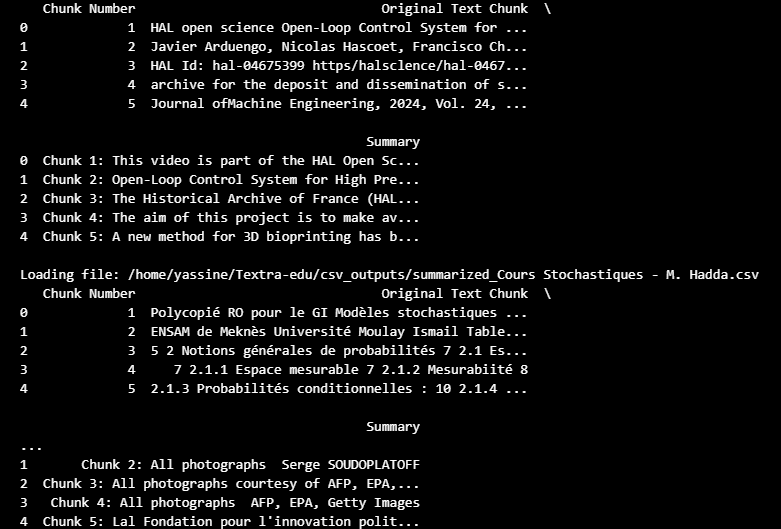 Chunk Number Original Text Chunk \
0 1 HAL open science Open-Loop Control System for ...
1 2 Javier Arduengo, Nicolas Hascoet, Francisco Ch...
2 3 HAL Id: hal-04675399 https/halsclence/hal-0467...
3 4 archive for the deposit and dissemination of s...
4 5 Journal ofMachine Engineering, 2024, Vol. 24, ...
Summary
0 Chunk 1: This video is part of the HAL Open Sc...
1 Chunk 2: Open-Loop Control System for High Pre...
2 Chunk 3: The Historical Archive of France (HAL...
3 Chunk 4: The aim of this project is to make av...
4 Chunk 5: A new method for 3D bioprinting has b...
Loading file: /home/yassine/Textra-edu/csv_outputs/summarized_Cours Stochastiques - M. Hadda.csv
Chunk Number Original Text Chunk \
0 1 Polycopié RO pour le GI Modèles stochastiques ...
1 2 ENSAM de Meknès Université Moulay Ismail Table...
2 3 5 2 Notions générales de probabilités 7 2.1 Es...
3 4 7 2.1.1 Espace mesurable 7 2.1.2 Mesurabiité 8
4 5 2.1.3 Probabilités conditionnelles : 10 2.1.4 ...
Summary
...
1 Chunk 2: All photographs Serge SOUDOPLATOFF
2 Chunk 3: All photographs courtesy of AFP, EPA,...
3 Chunk 4: All photographs AFP, EPA, Getty Images
4 Chunk 5: Lal Fondation pour l'innovation polit...